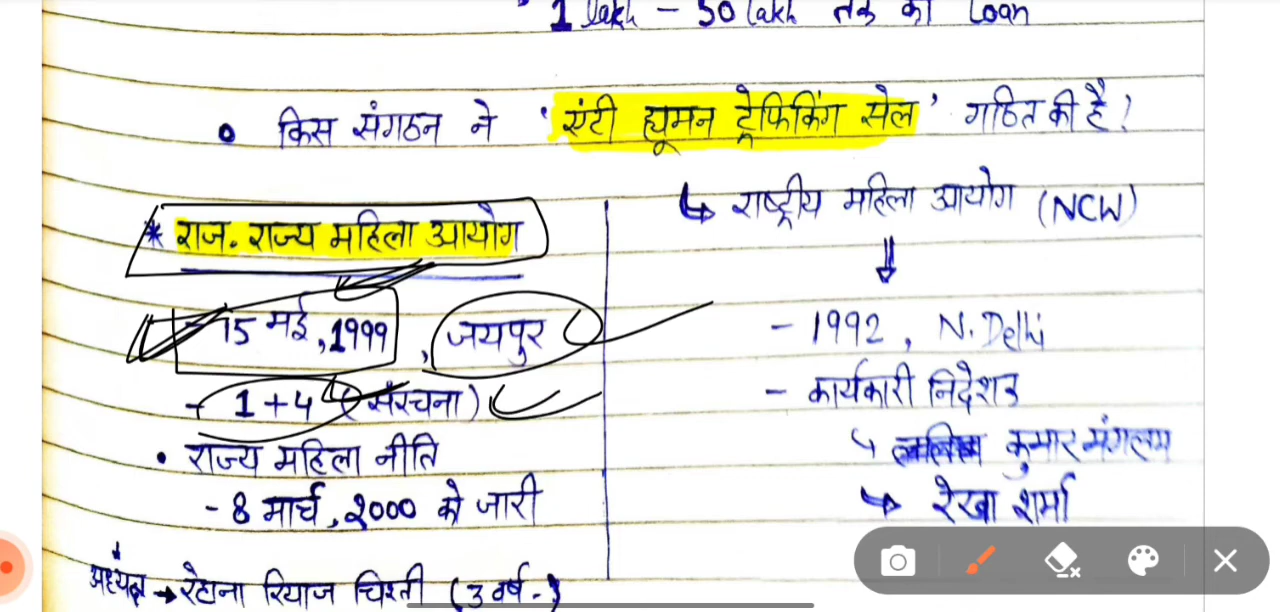 1 lakh - 50 lakh तक का Loan
• किस संगठन ने 'एंटी ह्यूमन ट्रेफिकिंग सेल' गठित की है?
↳ राष्ट्रीय महिला आयोग (NCW)
- 1992, N. Delhi
- कार्यकारी निदेशक
↳ कुमार मंगलम
↳ रेखा शर्मा
* राज. राज्य महिला आयोग
- 15 मई, 1999, जयपुर
- 1+4 (संरचना)
• राज्य महिला नीति
- 8 मार्च, 2000 को जारी
अध्यक्ष → रेहाना रियाज चिश्ती (3 वर्ष-)